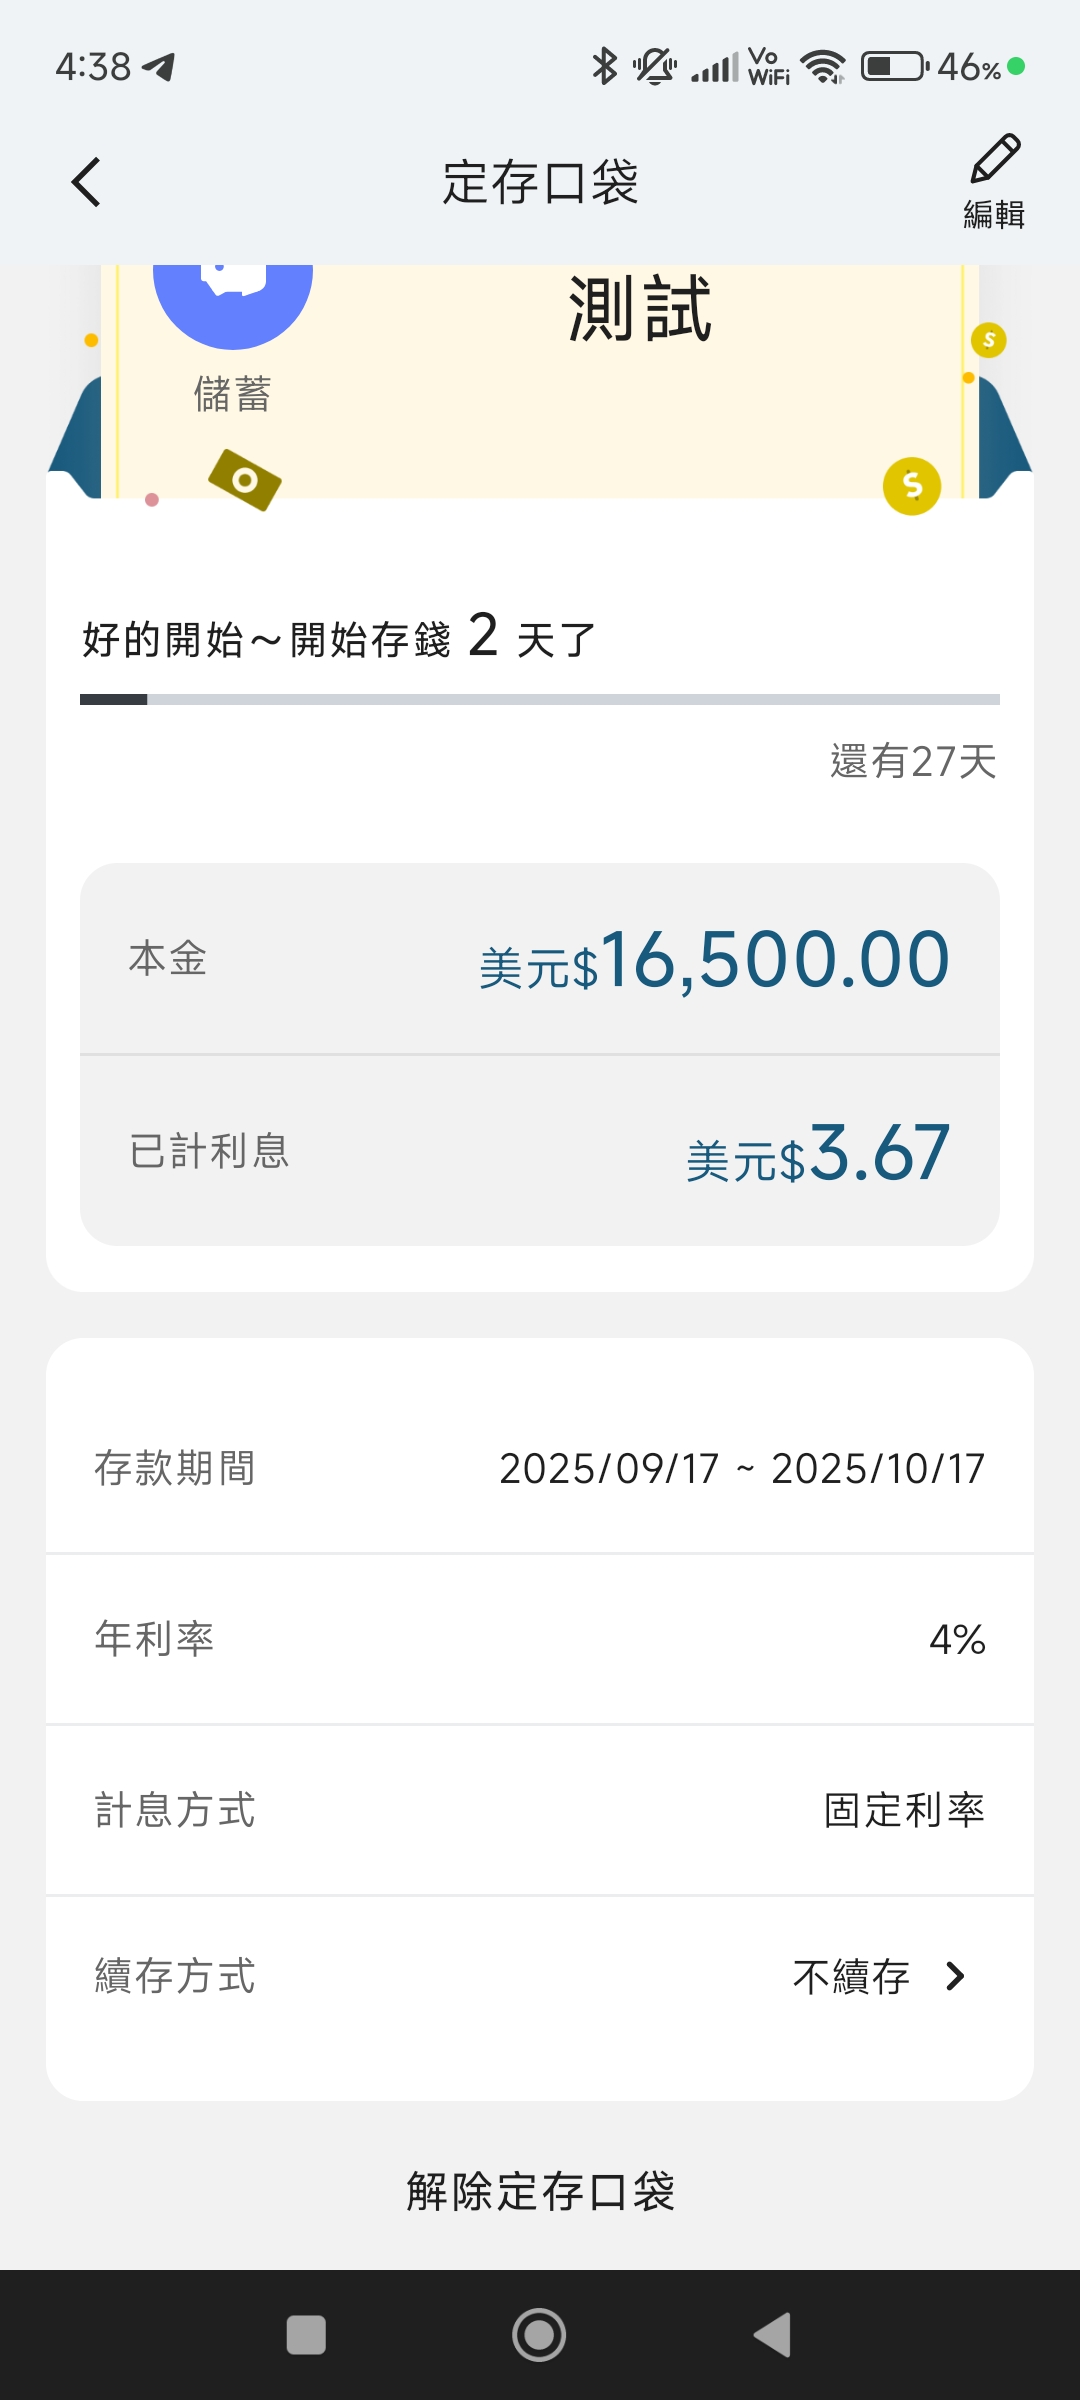 4:38 Vo WiFi 46%
定存口袋
編輯
測試
儲蓄
好的開始～開始存錢 2 天了
還有27天
本金 美元$16,500.00
已計利息 美元$3.67
存款期間 2025/09/17 ~ 2025/10/17
年利率 4%
計息方式 固定利率
續存方式 不續存
解除定存口袋